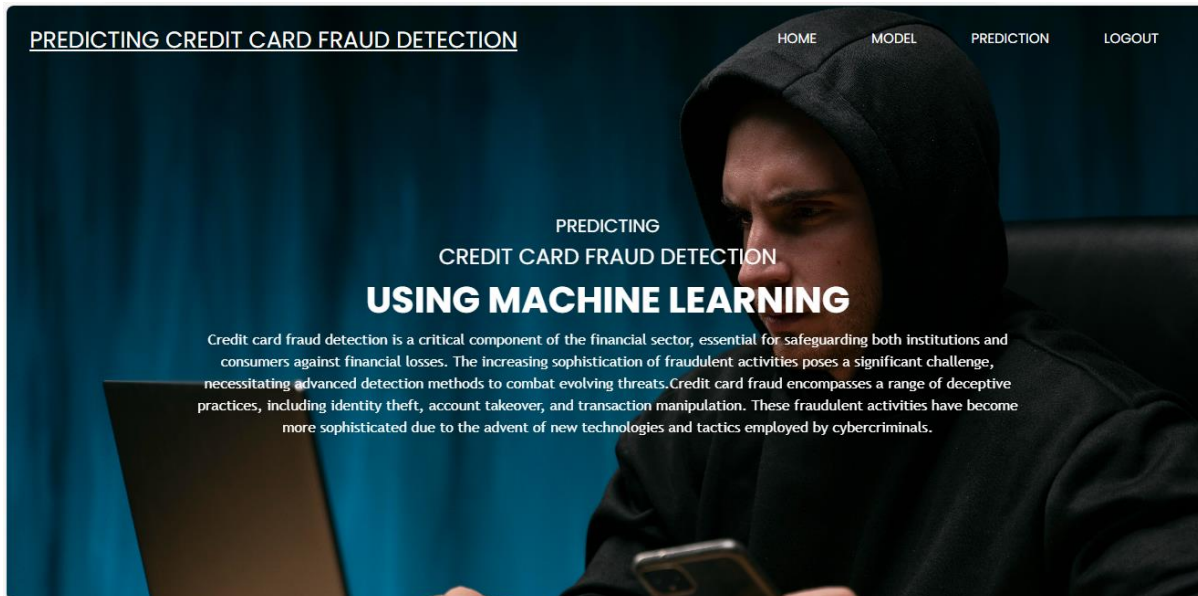 PREDICTING CREDIT CARD FRAUD DETECTION
HOME
MODEL
PREDICTION
LOGOUT
PREDICTING
CREDIT CARD FRAUD DETECTION
USING MACHINE LEARNING
Credit card fraud detection is a critical component of the financial sector, essential for safeguarding both institutions and
consumers against financial losses. The increasing sophistication of fraudulent activities poses a significant challenge,
necessitating advanced detection methods to combat evolving threats.Credit card fraud encompasses a range of deceptive
practices, including identity theft, account takeover, and transaction manipulation. These fraudulent activities have become
more sophisticated due to the advent of new technologies and tactics employed by cybercriminals.